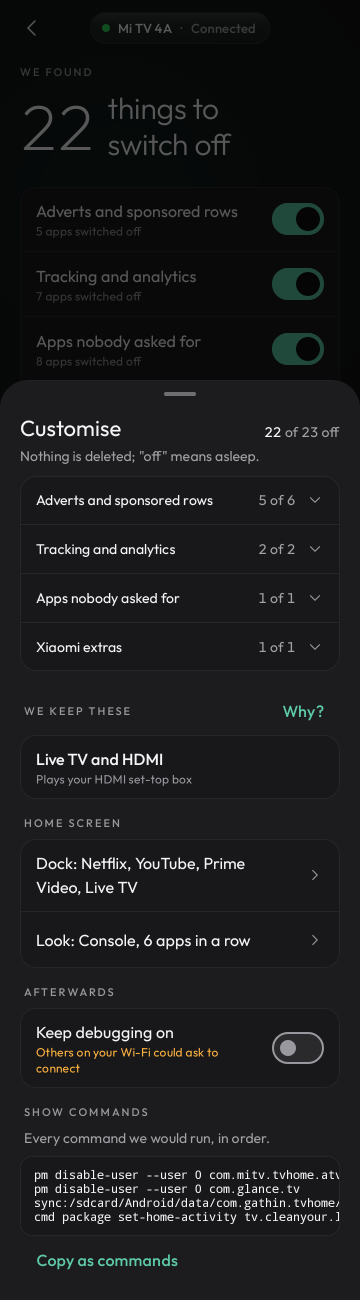 Mi TV 4A · Connected
WE FOUND
22 things to
switch off
Adverts and sponsored rows
5 apps switched off
Tracking and analytics
7 apps switched off
Apps nobody asked for
8 apps switched off
Customise
22 of 23 off
Nothing is deleted; "off" means asleep.
Adverts and sponsored rows 5 of 6
Tracking and analytics 2 of 2
Apps nobody asked for 1 of 1
Xiaomi extras 1 of 1
WE KEEP THESE Why?
Live TV and HDMI
Plays your HDMI set-top box
HOME SCREEN
Dock: Netflix, YouTube, Prime
Video, Live TV
Look: Console, 6 apps in a row
AFTERWARDS
Keep debugging on
Others on your Wi-Fi could ask to
connect
SHOW COMMANDS
Every command we would run, in order.
pm disable-user --user 0 com.mitv.tvhome.atv
pm disable-user --user 0 com.glance.tv
sync:/sdcard/Android/data/com.gathin.tvhome/
cmd package set-home-activity tv.cleanyour.l
Copy as commands